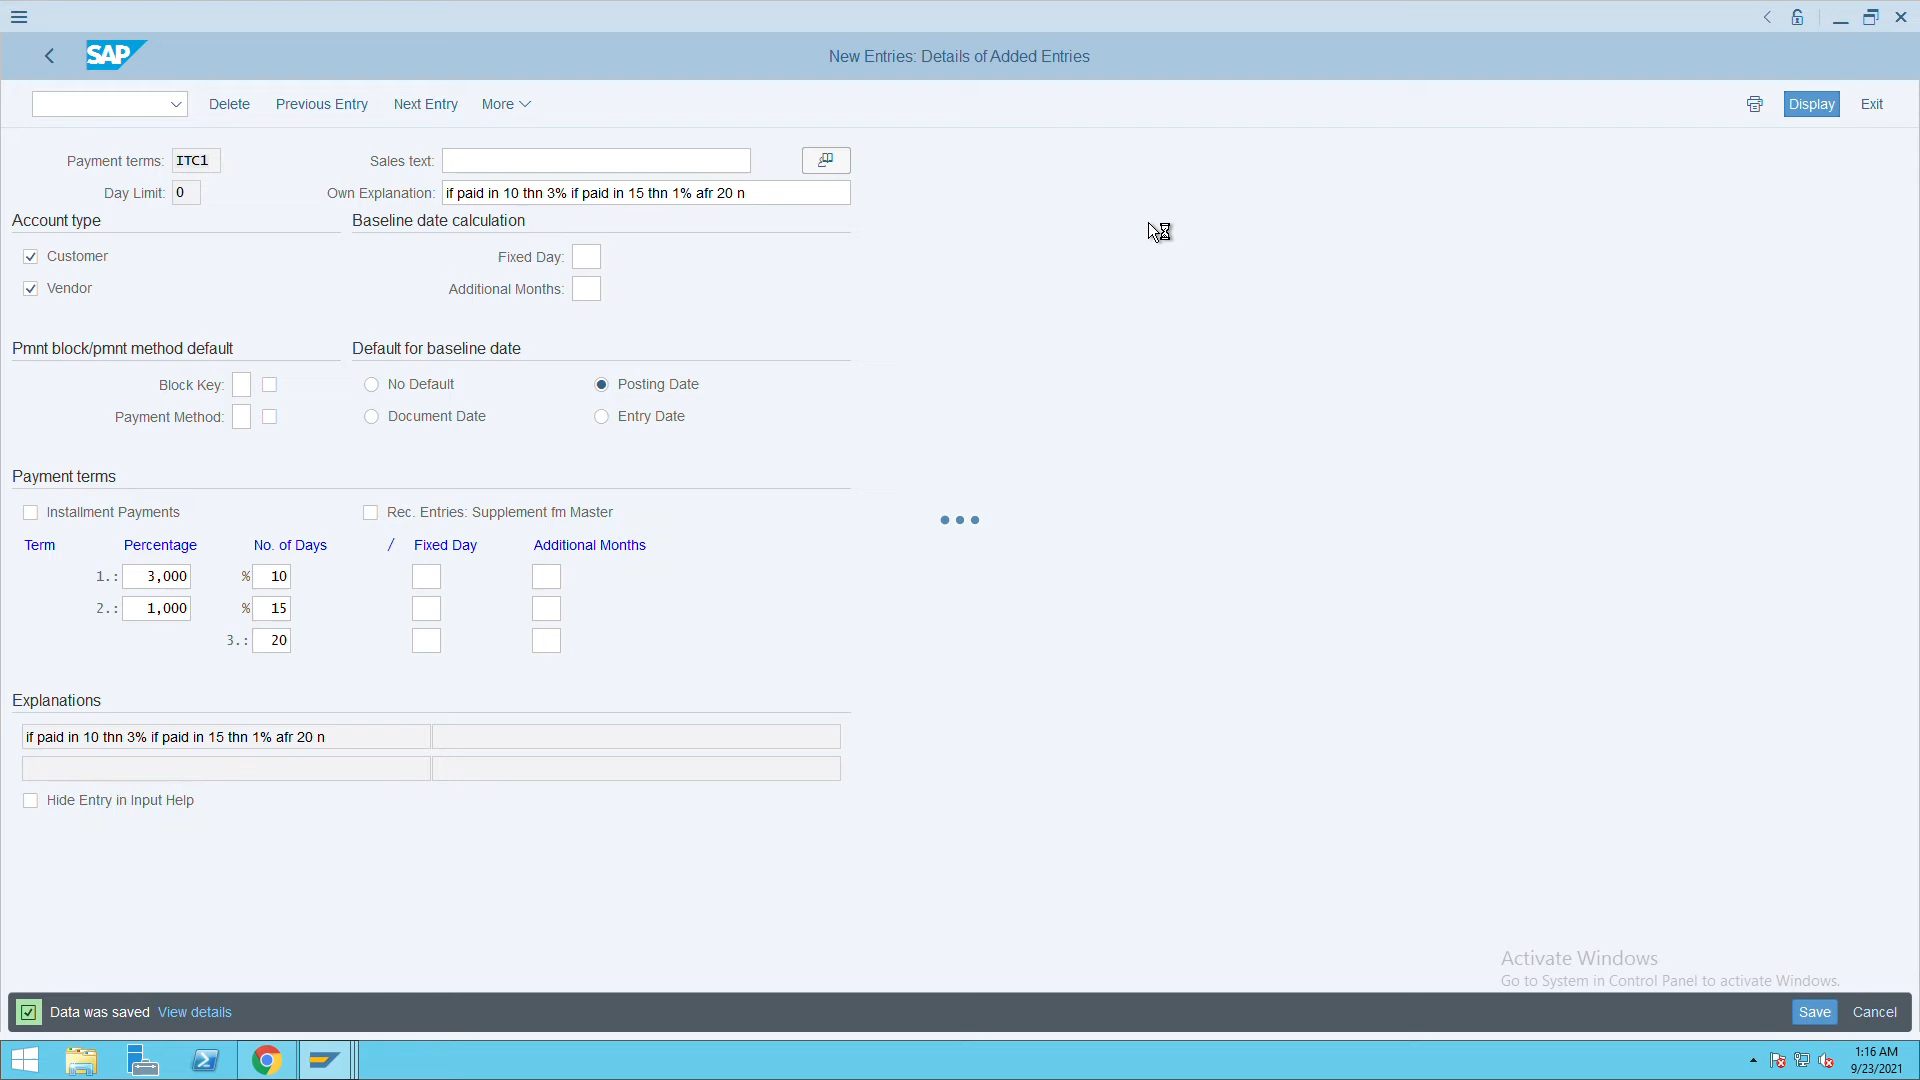 SAP
New Entries: Details of Added Entries
Delete Previous Entry Next Entry More Display Exit
Payment terms: ITC1 Sales text:
Day Limit: 0 Own Explanation: if paid in 10 thn 3% if paid in 15 thn 1% afr 20 n
Account type Baseline date calculation
Customer Fixed Day:
Vendor Additional Months:
Pmnt block/pmnt method default Default for baseline date
Block Key: No Default Posting Date
Payment Method: Document Date Entry Date
Payment terms
Installment Payments Rec. Entries: Supplement fm Master
Term Percentage No. of Days / Fixed Day Additional Months
1.: 3,000 % 10
2.: 1,000 % 15
3.: 20
Explanations
if paid in 10 thn 3% if paid in 15 thn 1% afr 20 n
Hide Entry in Input Help
Activate Windows
Go to System in Control Panel to activate Windows.
Data was saved View details Save Cancel
1:16 AM
9/23/2021